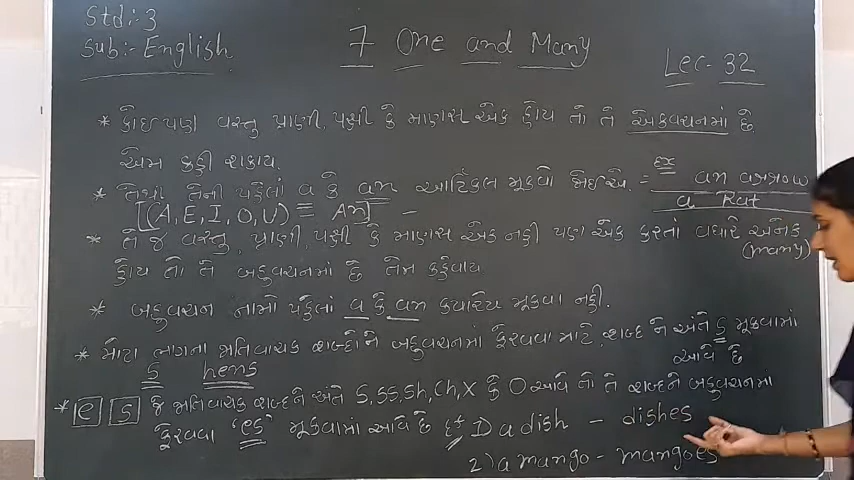 Std:- 3
Sub:- English
7 One and Many
Lec- 32
* કોઈપણ વસ્તુ પ્રાણી, પક્ષી કે માણસ એક હોય તો તે એકવચનમાં છે
એમ કહી શકાય.
* તેથી તેની પહેલાં a કે an આર્ટિકલ મૂકવો જોઈએ. = Ex an arrow
a Rat
[(A, E, I, O, U) = An] -
* તે જ વસ્તુ, પ્રાણી, પક્ષી કે માણસ એક નહી પણ એક કરતાં વધારે અનેક
(many)
હોય તો તે બહુવચનમાં છે તેમ કહેવાય
* બહુવચન નામો પહેલાં a કે an ક્યારેય મૂકવા નહી.
* મોટા ભાગના જાતિવાચક શબ્દોને બહુવચનમાં ફેરવવા માટે શબ્દને અંતે s મૂકવામાં
આવે છે
s hens
* es જે જાતિવાચક શબ્દને અંતે S, SS, Sh, Ch, X કે O આવે તો તે શબ્દને બહુવચનમાં
ફેરવવા 'es' મૂકવામાં આવે છે Ex 1) a dish - dishes
2) a mango - mangoes